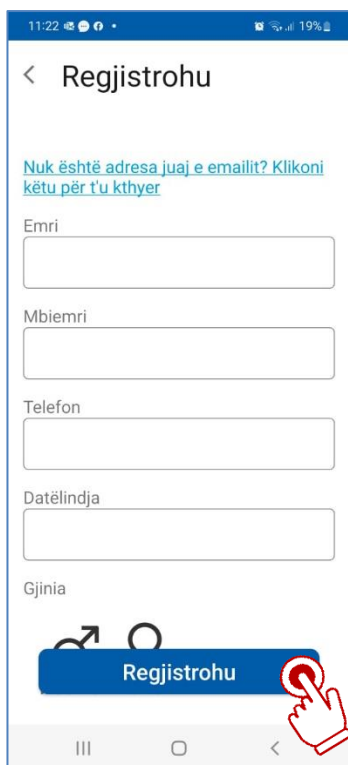 11:22
19%
Regjistrohu
Nuk është adresa juaj e emailit? Klikoni
këtu për t'u kthyer
Emri
Mbiemri
Telefon
Datëlindja
Gjinia
Regjistrohu